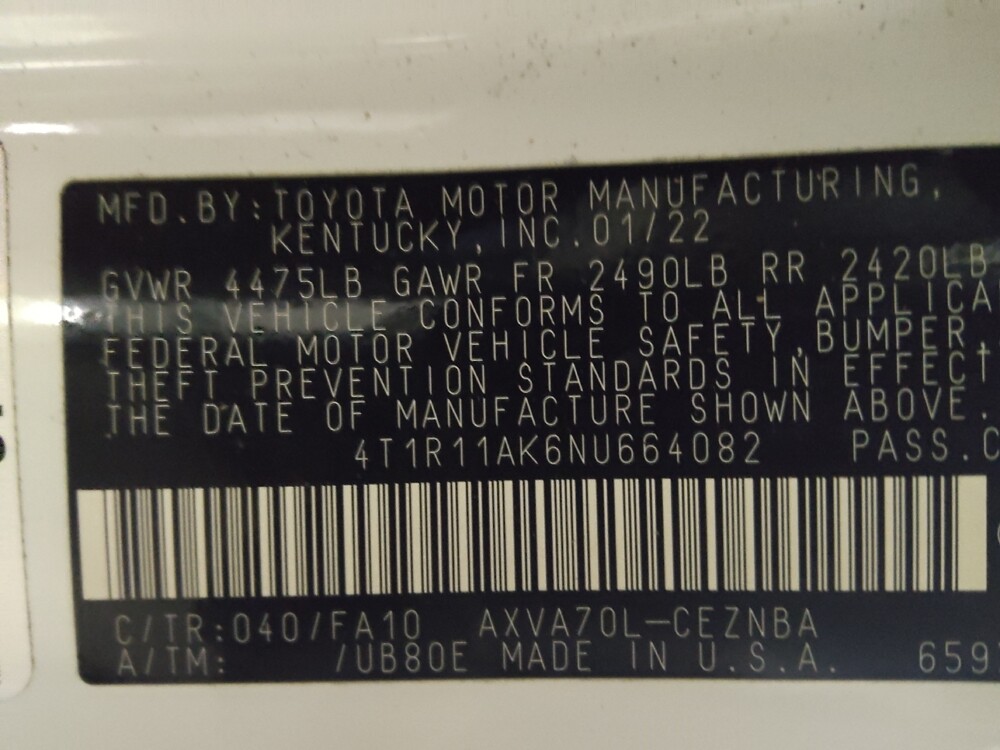 MFD.BY:TOYOTA MOTOR MANUFACTURING,
KENTUCKY,INC.01/22
GVWR 4475LB GAWR FR 2490LB RR 2420LB
THIS VEHICLE CONFORMS TO ALL APPLICA
FEDERAL MOTOR VEHICLE SAFETY,BUMPER,
THEFT PREVENTION STANDARDS IN EFFECT
THE DATE OF MANUFACTURE SHOWN ABOVE.
4T1R11AK6NU664082 PASS.C
C/TR:040/FA10 AXVA70L-CEZNBA
A/TM: /UB80E MADE IN U.S.A. 659